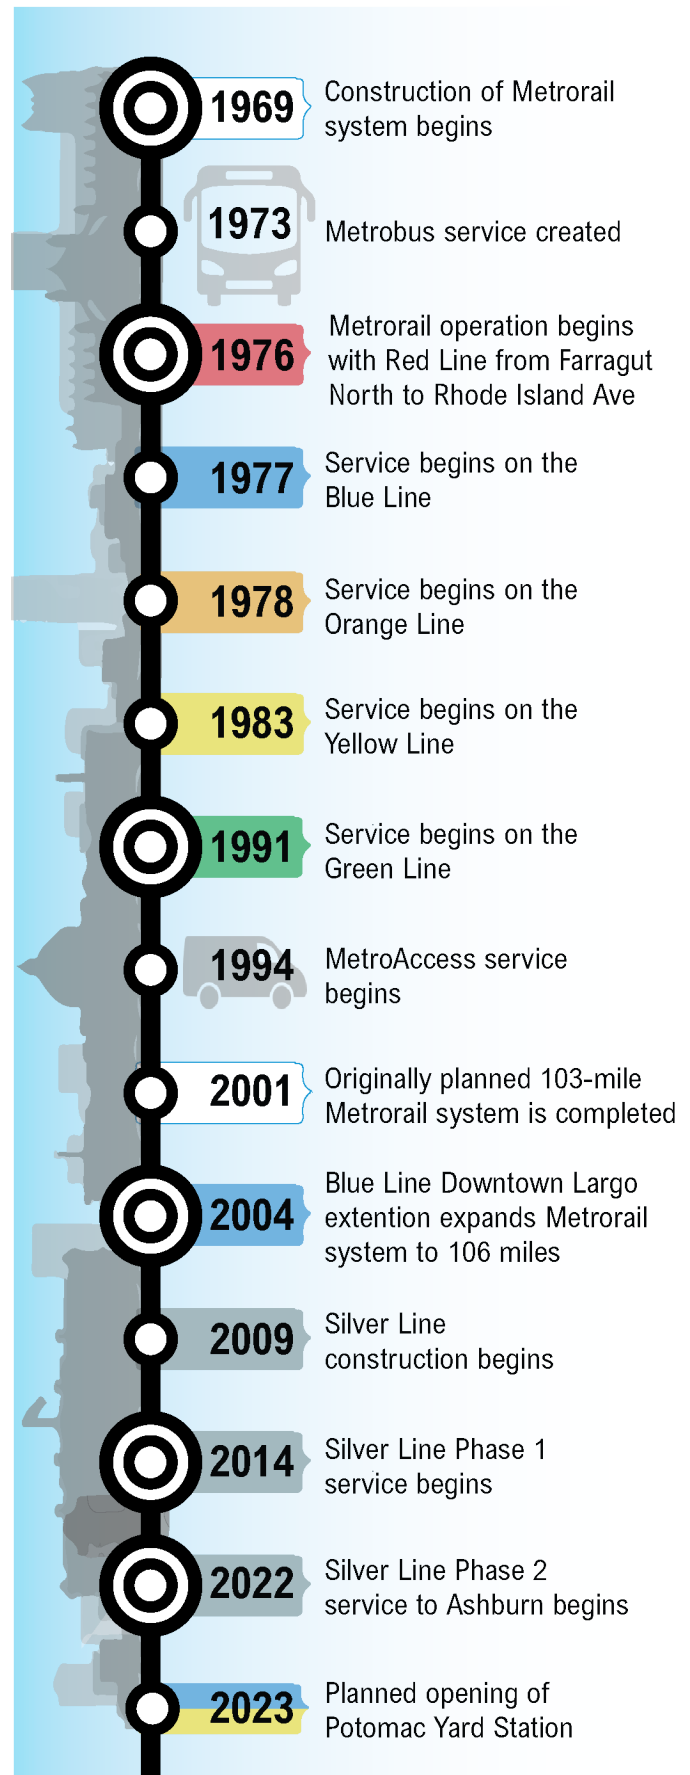 1969
Construction of Metrorail
system begins
1973
Metrobus service created
1976
Metrorail operation begins
with Red Line from Farragut
North to Rhode Island Ave
1977
Service begins on the
Blue Line
1978
Service begins on the
Orange Line
1983
Service begins on the
Yellow Line
1991
Service begins on the
Green Line
1994
MetroAccess service
begins
2001
Originally planned 103-mile
Metrorail system is completed
2004
Blue Line Downtown Largo
extention expands Metrorail
system to 106 miles
2009
Silver Line
construction begins
2014
Silver Line Phase 1
service begins
2022
Silver Line Phase 2
service to Ashburn begins
2023
Planned opening of
Potomac Yard Station